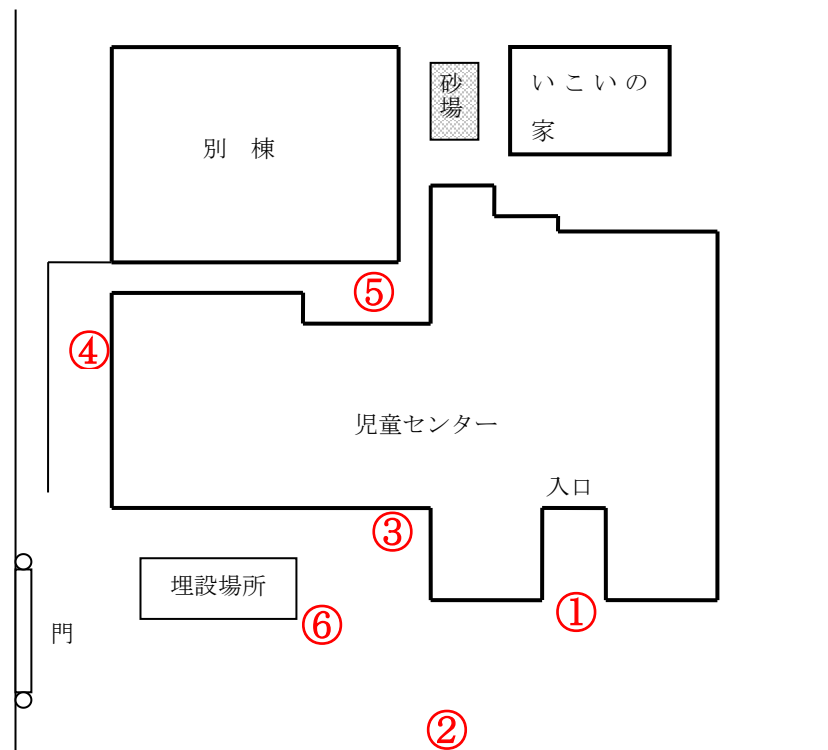 砂
場
いこいの
家
別 棟
⑤
④
児童センター
入口
③
埋設場所
①
⑥
門
②